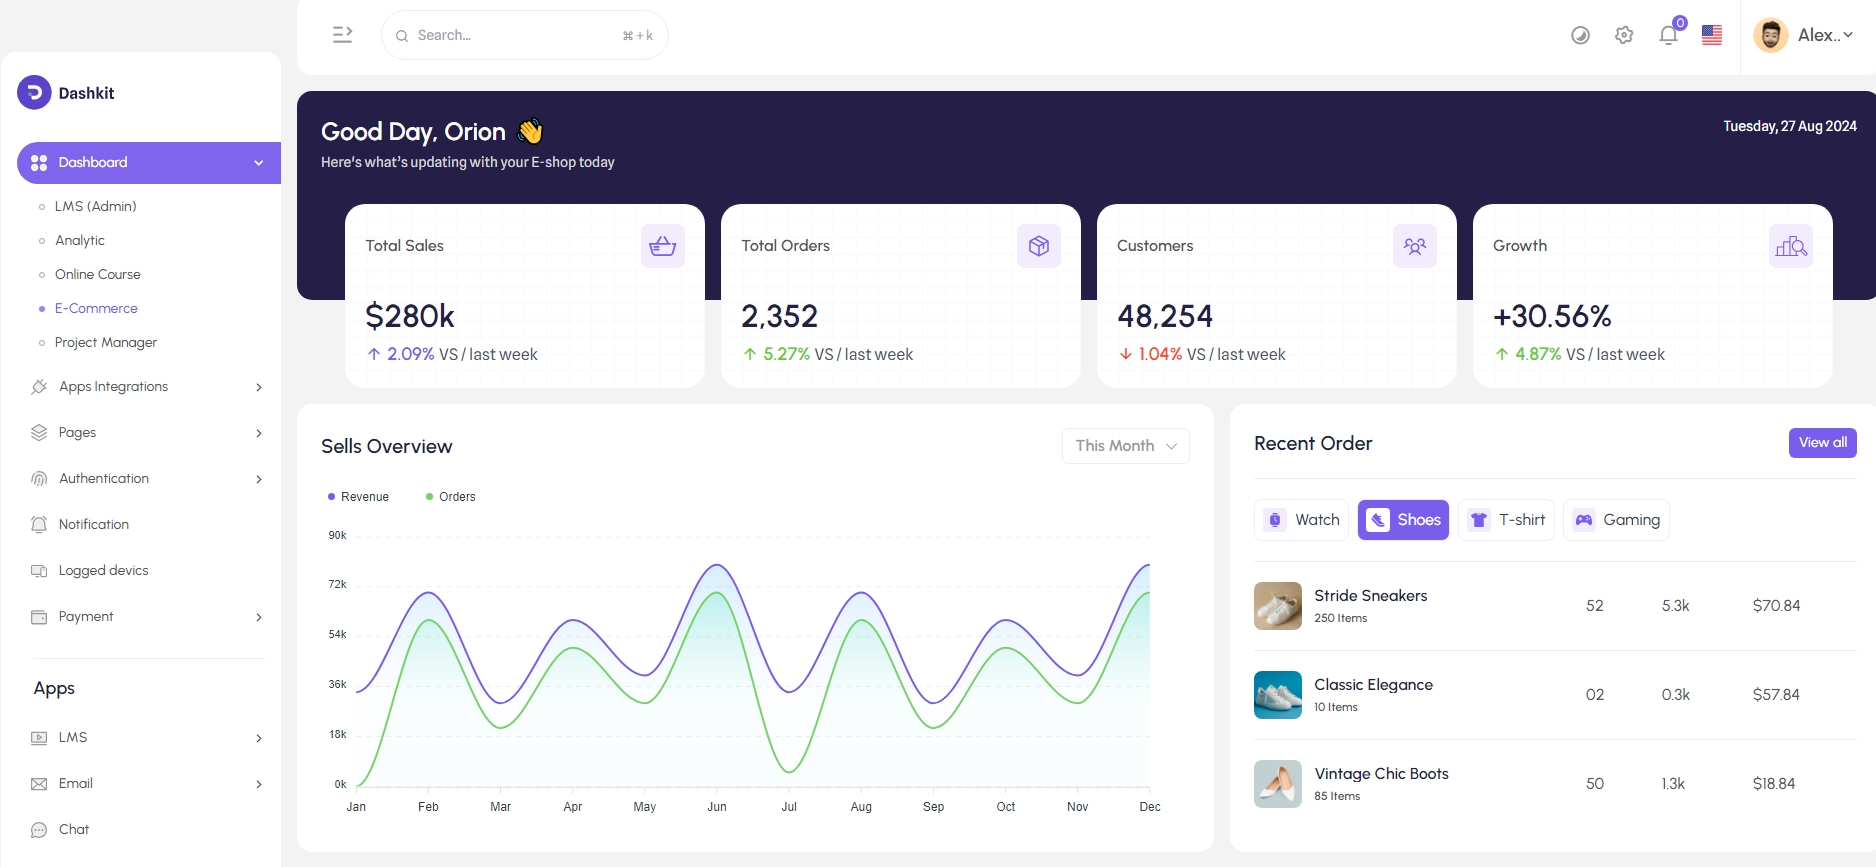 Search...
⌘ + k
0
Alex..
Dashkit
Dashboard
LMS (Admin)
Analytic
Online Course
E-Commerce
Project Manager
Apps Integrations
Pages
Authentication
Notification
Logged devics
Payment
Apps
LMS
Email
Chat
Good Day, Orion 👋
Here's what's updating with your E-shop today
Tuesday, 27 Aug 2024
Total Sales
$280k
↑ 2.09% VS / last week
Total Orders
2,352
↑ 5.27% VS / last week
Customers
48,254
↓ 1.04% VS / last week
Growth
+30.56%
↑ 4.87% VS / last week
Sells Overview
This Month
Revenue
Orders
90k
72k
54k
36k
18k
0k
Jan Feb Mar Apr May Jun Jul Aug Sep Oct Nov Dec
Recent Order
View all
Watch
Shoes
T-shirt
Gaming
Stride Sneakers
250 Items
52 5.3k $70.84
Classic Elegance
10 Items
02 0.3k $57.84
Vintage Chic Boots
85 Items
50 1.3k $18.84